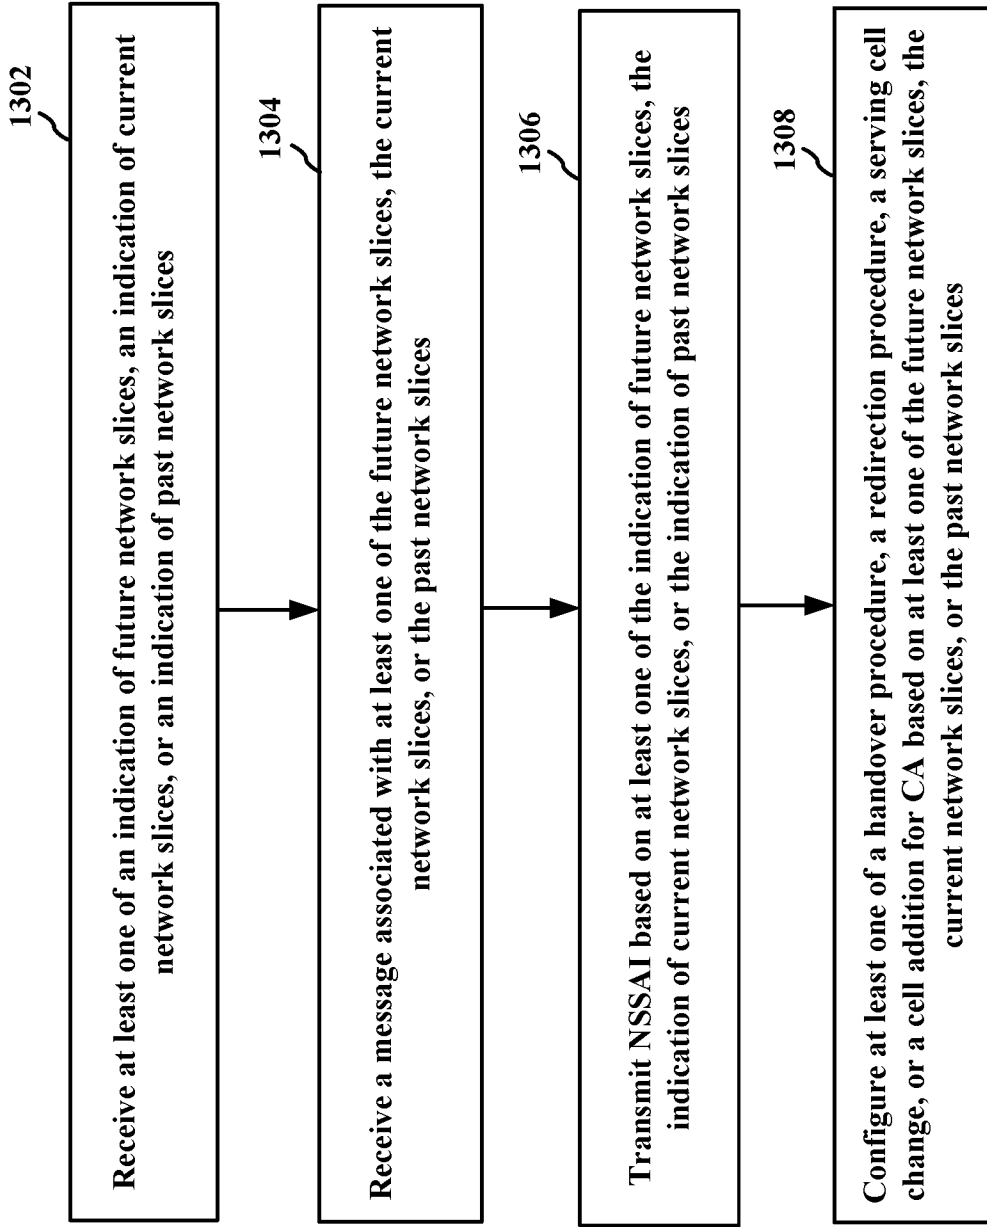 1302
Receive at least one of an indication of future network slices, an indication of current
network slices, or an indication of past network slices
1304
Receive a message associated with at least one of the future network slices, the current
network slices, or the past network slices
1306
Transmit NSSAI based on at least one of the indication of future network slices, the
indication of current network slices, or the indication of past network slices
1308
Configure at least one of a handover procedure, a redirection procedure, a serving cell
change, or a cell addition for CA based on at least one of the future network slices, the
current network slices, or the past network slices